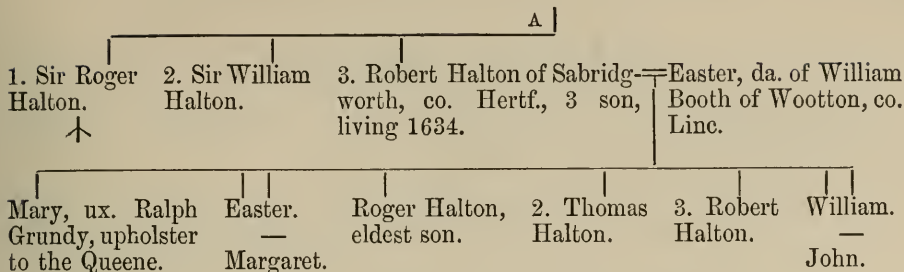 A
1. Sir Roger
Halton.
2. Sir William
Halton.
3. Robert Halton of Sabridg-
worth, co. Hertf., 3 son,
living 1634.
Easter, da. of William
Booth of Wootton, co.
Linc.
Mary, ux. Ralph
Grundy, upholster
to the Queene.
Easter.
—
Margaret.
Roger Halton,
eldest son.
2. Thomas
Halton.
3. Robert
Halton.
William.
—
John.